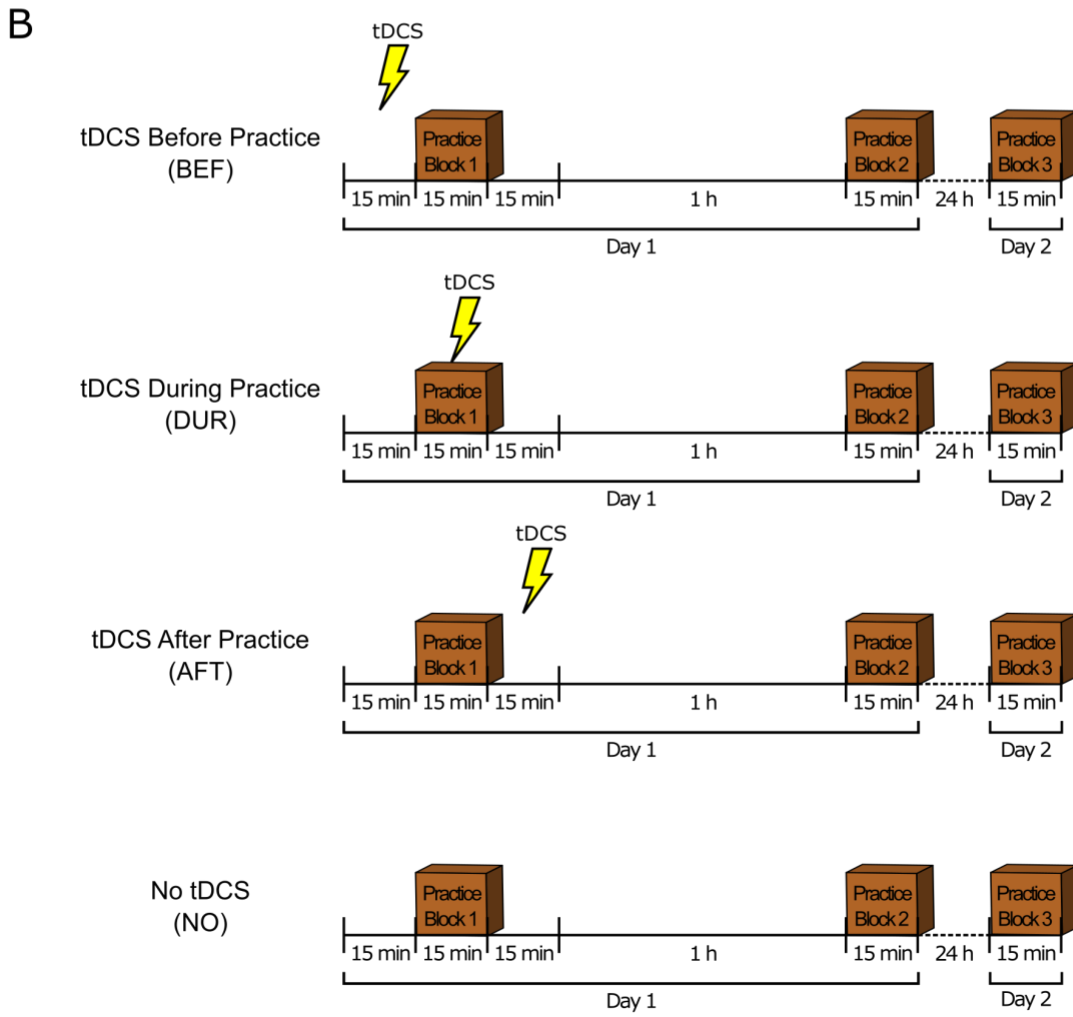 B
tDCS
tDCS Before Practice
(BEF)
Practice
Block 1
Practice
Block 2
Practice
Block 3
15 min 15 min 15 min 1 h 15 min 24 h 15 min
Day 1 Day 2
tDCS
tDCS During Practice
(DUR)
Practice
Block 1
Practice
Block 2
Practice
Block 3
15 min 15 min 15 min 1 h 15 min 24 h 15 min
Day 1 Day 2
tDCS
tDCS After Practice
(AFT)
Practice
Block 1
Practice
Block 2
Practice
Block 3
15 min 15 min 15 min 1 h 15 min 24 h 15 min
Day 1 Day 2
No tDCS
(NO)
Practice
Block 1
Practice
Block 2
Practice
Block 3
15 min 15 min 15 min 1 h 15 min 24 h 15 min
Day 1 Day 2